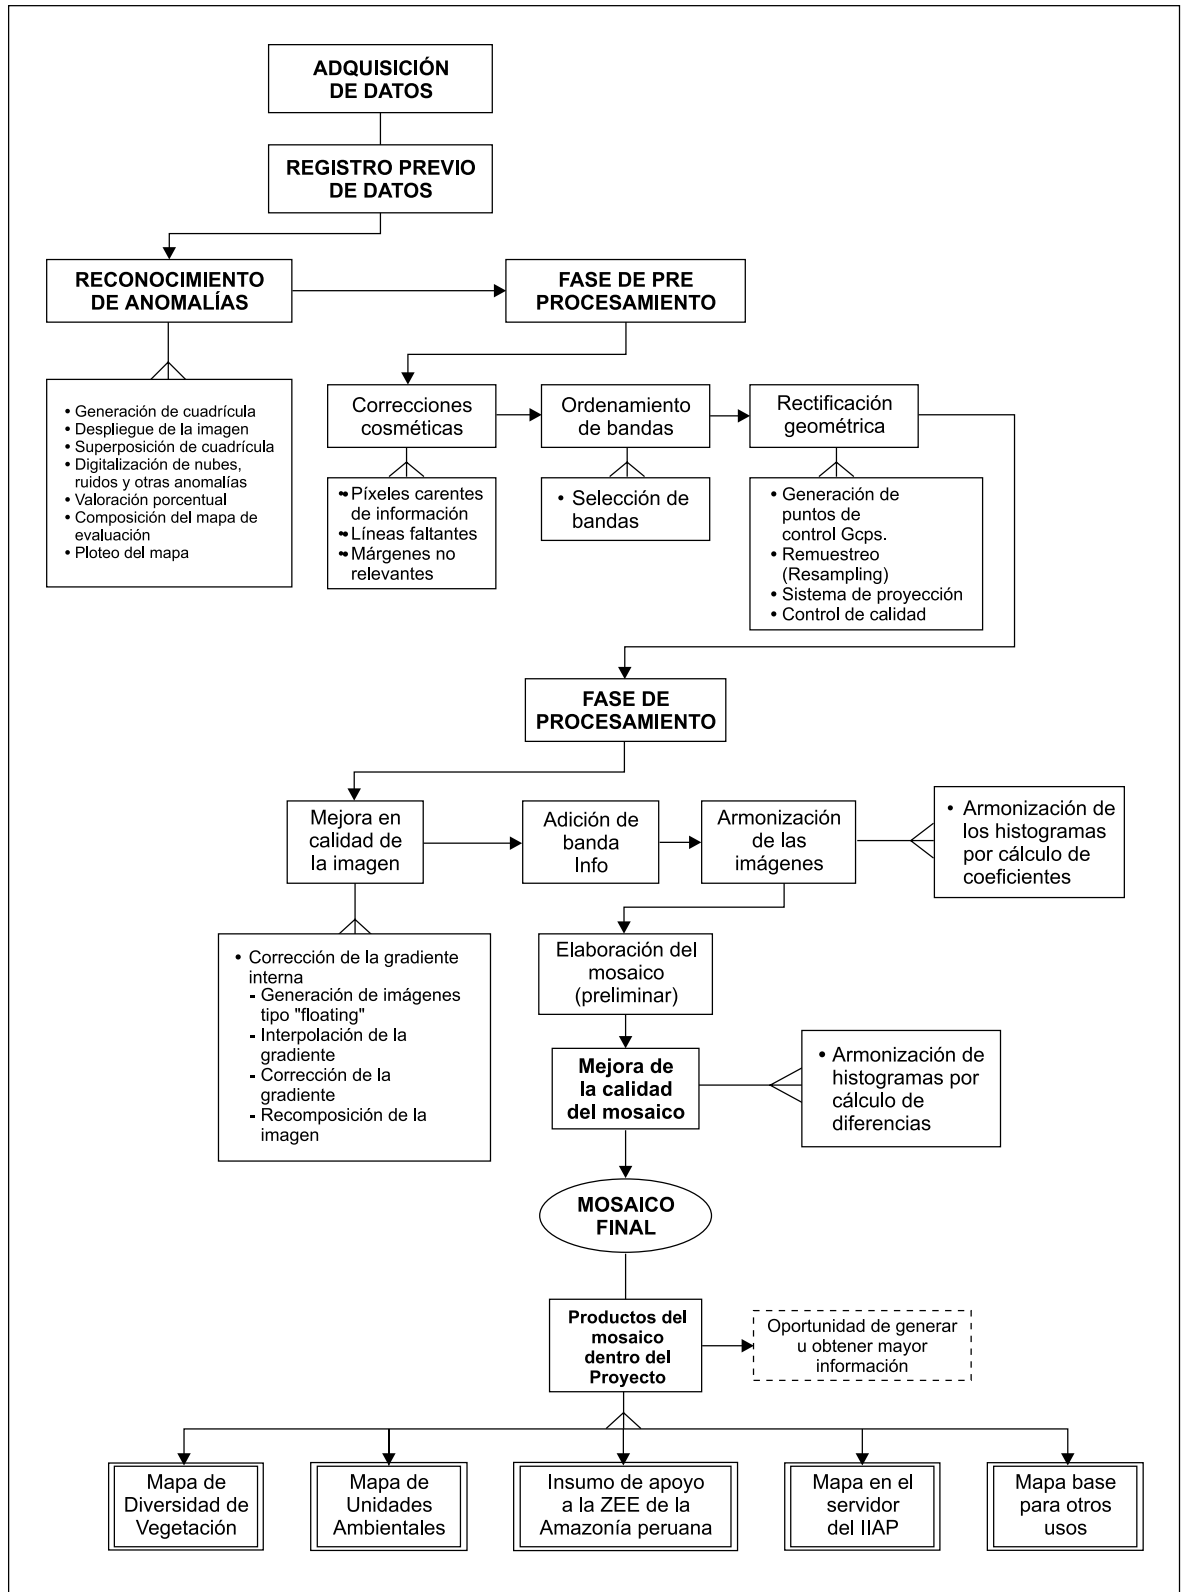 ADQUISICIÓN
DE DATOS
REGISTRO PREVIO
DE DATOS
RECONOCIMIENTO
DE ANOMALÍAS
FASE DE PRE
PROCESAMIENTO
• Generación de cuadrícula
• Despliegue de la imagen
• Superposición de cuadrícula
• Digitalización de nubes,
ruidos y otras anomalías
• Valoración porcentual
• Composición del mapa de
evaluación
• Ploteo del mapa
Correcciones
cosméticas
Ordenamiento
de bandas
Rectificación
geométrica
• Píxeles carentes
de información
• Líneas faltantes
• Márgenes no
relevantes
• Selección de
bandas
• Generación de
puntos de
control Gcps.
• Remuestreo
(Resampling)
• Sistema de proyección
• Control de calidad
FASE DE
PROCESAMIENTO
Mejora en
calidad de
la imagen
Adición de
banda
Info
Armonización
de las
imágenes
• Armonización de
los histogramas
por cálculo de
coeficientes
• Corrección de la gradiente
interna
- Generación de imágenes
tipo "floating"
- Interpolación de la
gradiente
- Corrección de la
gradiente
- Recomposición de la
imagen
Elaboración del
mosaico
(preliminar)
Mejora de
la calidad
del mosaico
• Armonización de
histogramas por
cálculo de
diferencias
MOSAICO
FINAL
Productos del
mosaico
dentro del
Proyecto
Oportunidad de generar
u obtener mayor
información
Mapa de
Diversidad de
Vegetación
Mapa de
Unidades
Ambientales
Insumo de apoyo
a la ZEE de la
Amazonía peruana
Mapa en el
servidor
del IIAP
Mapa base
para otros
usos